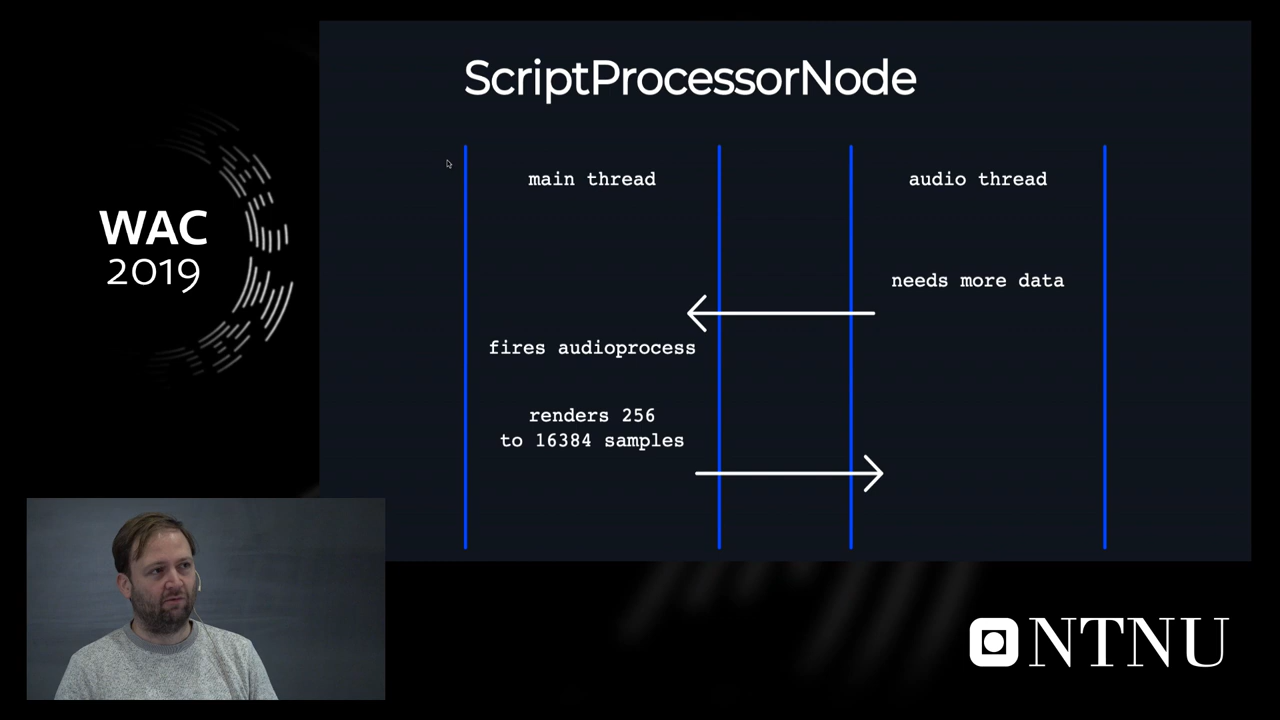 ScriptProcessorNode
main thread
audio thread
needs more data
fires audioprocess
renders 256
to 16384 samples
WAC
2019
NTNU